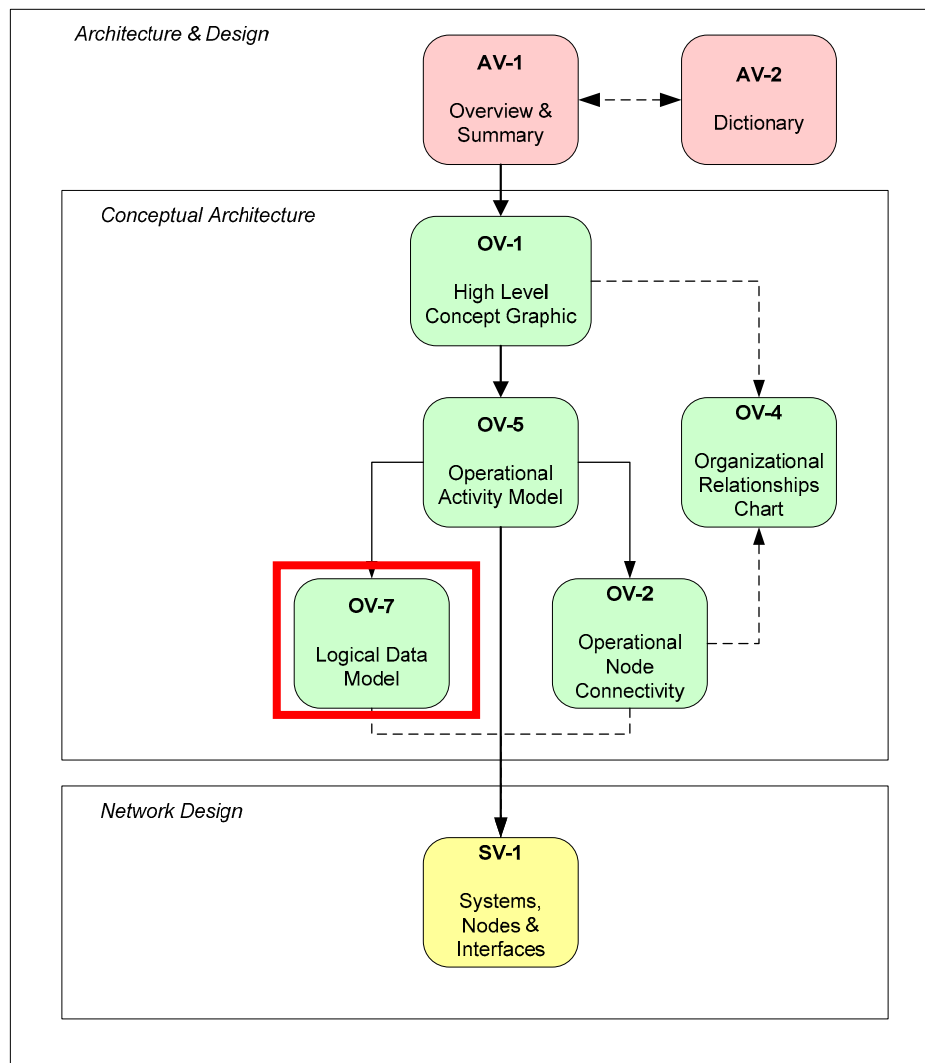 Architecture & Design
AV-1
Overview &
Summary
AV-2
Dictionary
Conceptual Architecture
OV-1
High Level
Concept Graphic
OV-5
Operational
Activity Model
OV-4
Organizational
Relationships
Chart
OV-7
Logical Data
Model
OV-2
Operational
Node
Connectivity
Network Design
SV-1
Systems,
Nodes &
Interfaces